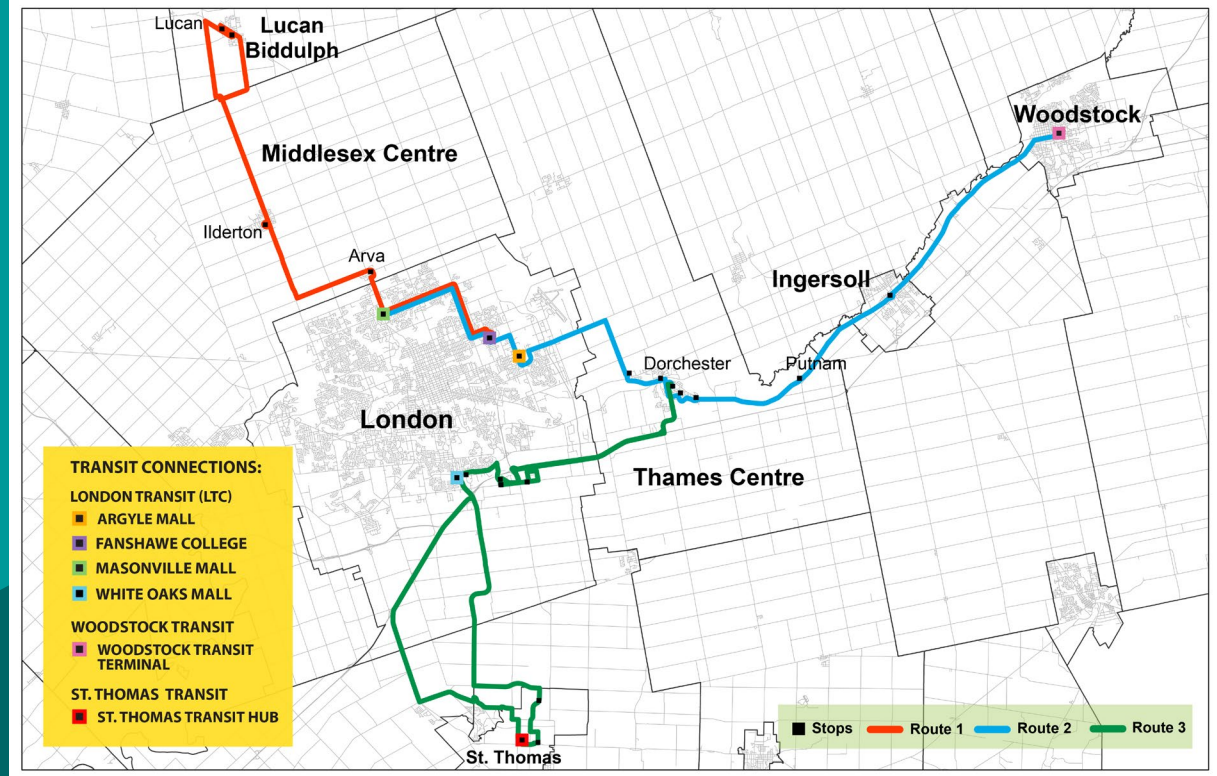 Lucan
Lucan
Biddulph
Woodstock
Middlesex Centre
Ilderton
Arva
Ingersoll
Dorchester
Putnam
London
Thames Centre
TRANSIT CONNECTIONS:
LONDON TRANSIT (LTC)
ARGYLE MALL
FANSHAWE COLLEGE
MASONVILLE MALL
WHITE OAKS MALL
WOODSTOCK TRANSIT
WOODSTOCK TRANSIT
TERMINAL
ST. THOMAS TRANSIT
ST. THOMAS TRANSIT HUB
St. Thomas
Stops Route 1 Route 2 Route 3